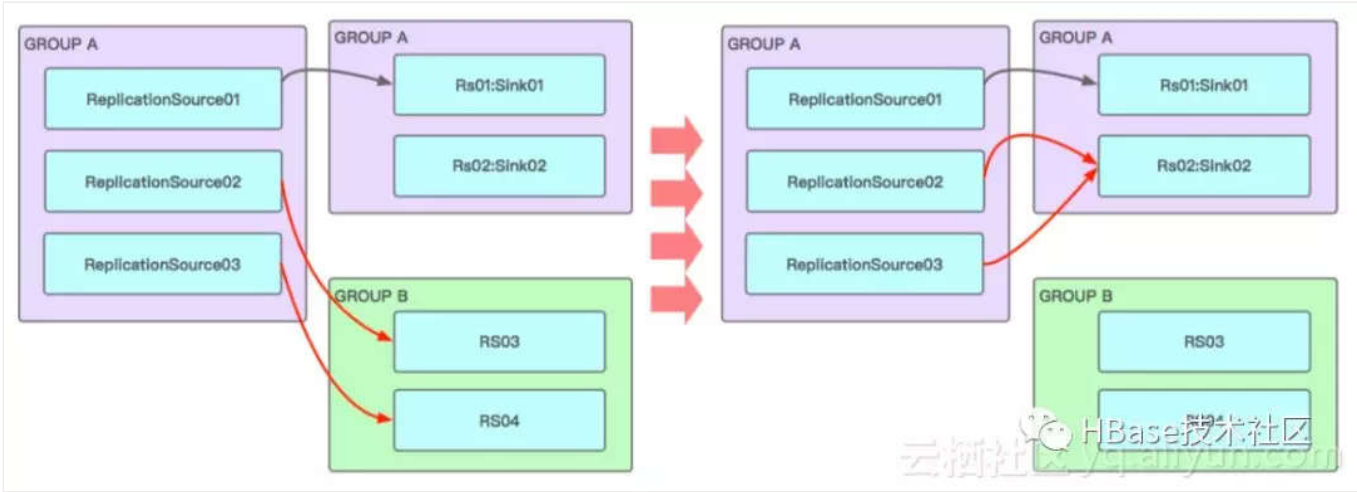 GROUP A
ReplicationSource01
ReplicationSource02
ReplicationSource03
GROUP A
Rs01:Sink01
Rs02:Sink02
GROUP B
RS03
RS04
GROUP A
ReplicationSource01
ReplicationSource02
ReplicationSource03
GROUP A
Rs01:Sink01
Rs02:Sink02
GROUP B
RS03
HBase技术社区
云栖社区 yq.aliyun.com